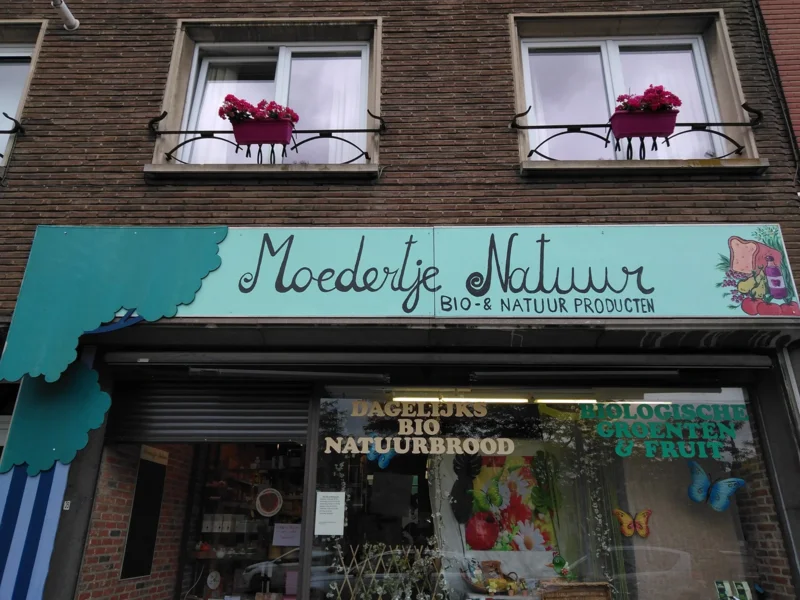 Moedertje Natuur
BIO-& NATUUR PRODUCTEN
DAGELIJKS
BIO
NATUURBROOD
BIOLOGISCHE
GROENTEN
& FRUIT